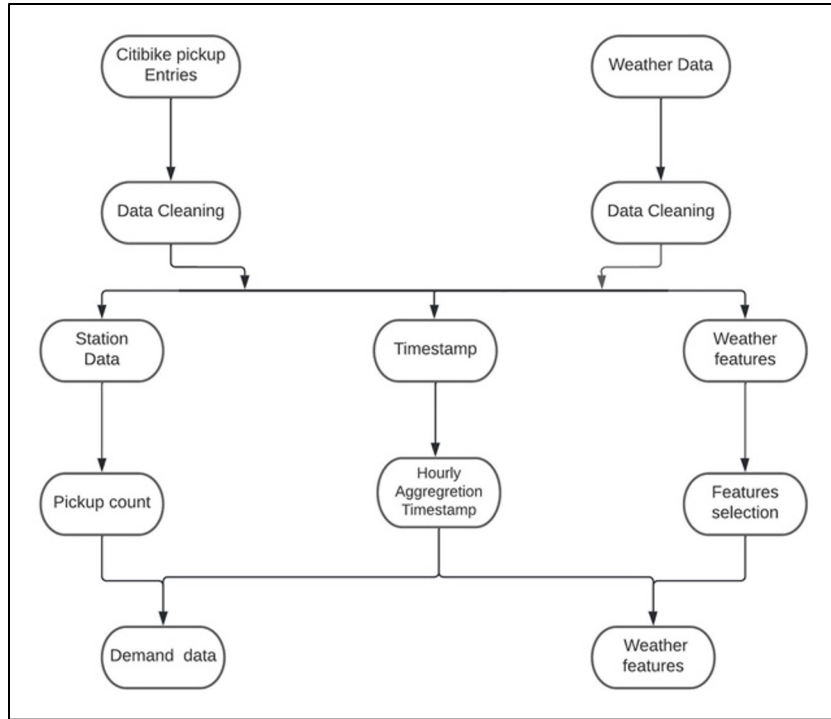 Citibike pickup
Entries
Weather Data
Data Cleaning
Data Cleaning
Station
Data
Timestamp
Weather
features
Pickup count
Hourly
Aggregretion
Timestamp
Features
selection
Demand  data
Weather
features